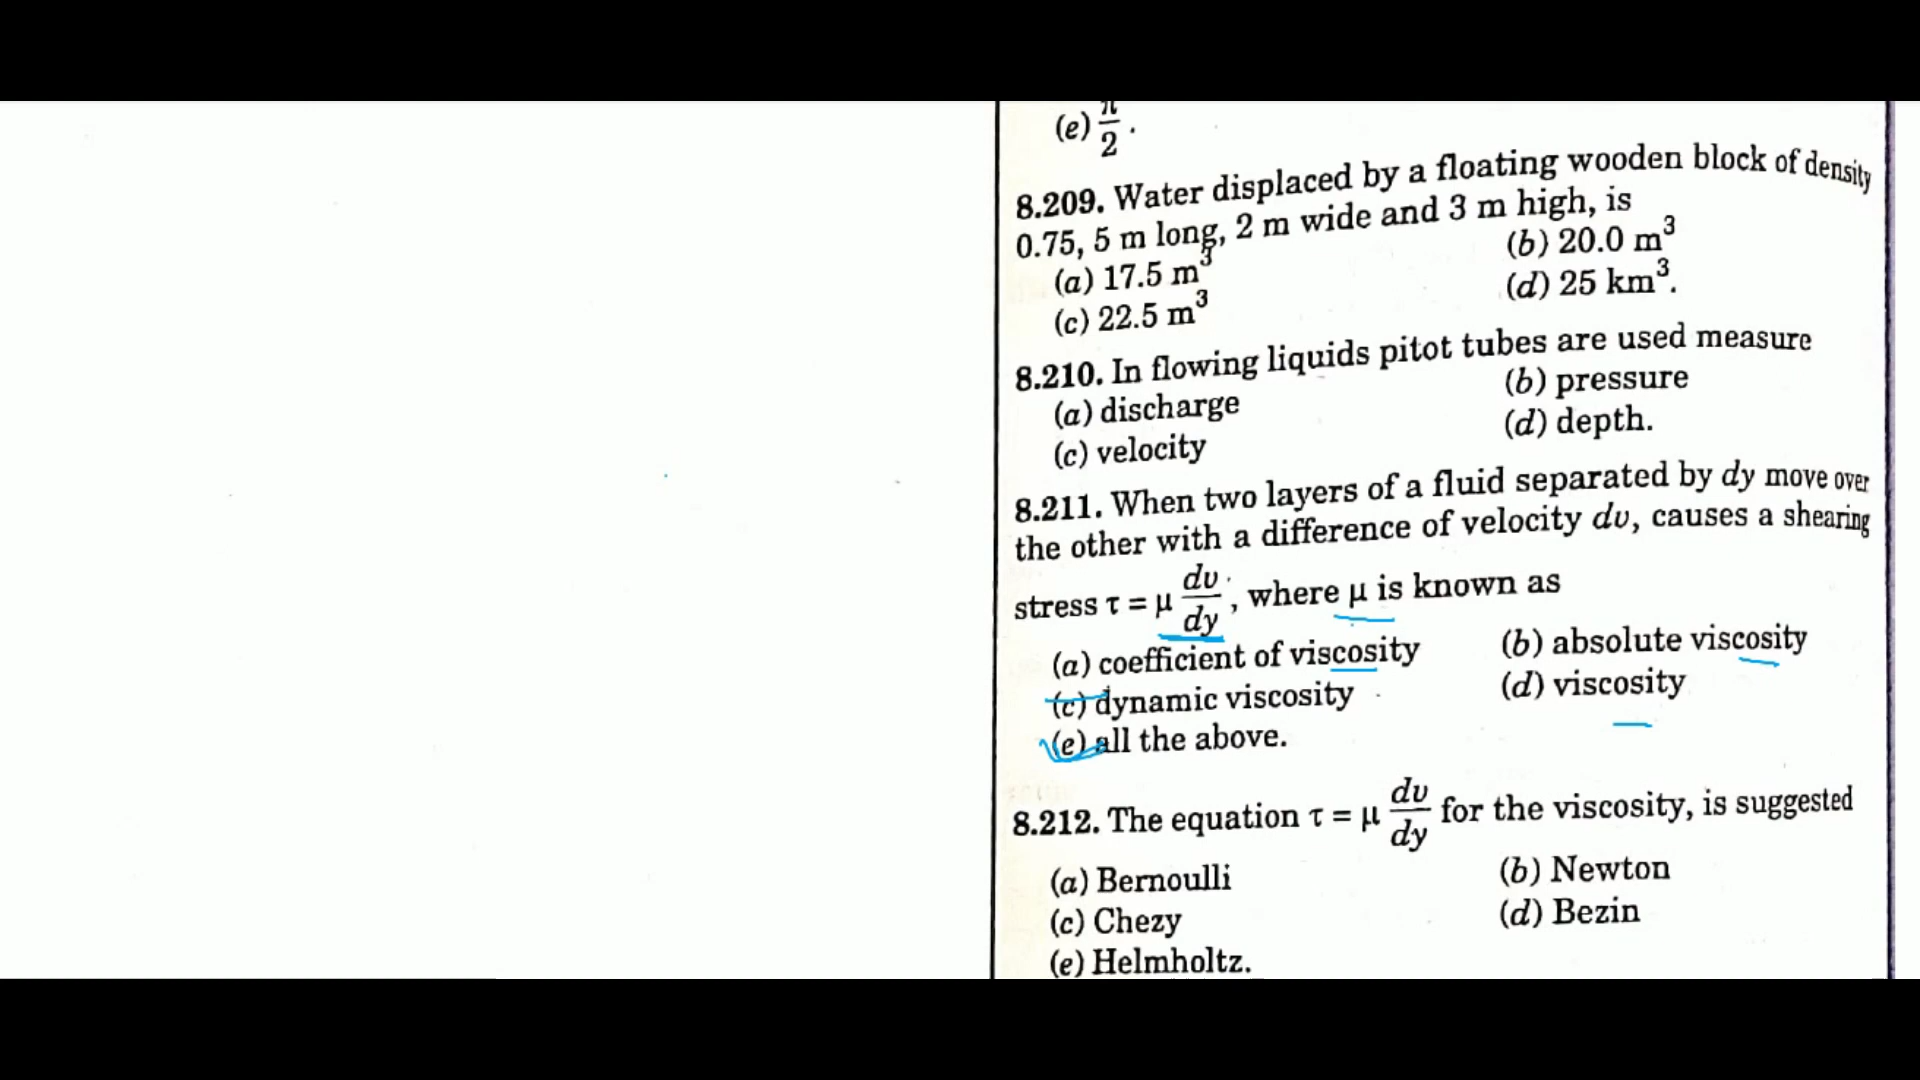 (e) π/2 .
8.209. Water displaced by a floating wooden block of density
0.75, 5 m long, 2 m wide and 3 m high, is
(a) 17.5 m³ (b) 20.0 m³
(c) 22.5 m³ (d) 25 km³.
8.210. In flowing liquids pitot tubes are used measure
(a) discharge (b) pressure
(c) velocity (d) depth.
8.211. When two layers of a fluid separated by dy move over
the other with a difference of velocity dv, causes a shearing
stress τ = μ dv/dy, where μ is known as
(a) coefficient of viscosity (b) absolute viscosity
(c) dynamic viscosity (d) viscosity
(e) all the above.
8.212. The equation τ = μ dv/dy for the viscosity, is suggested
(a) Bernoulli (b) Newton
(c) Chezy (d) Bezin
(e) Helmholtz.